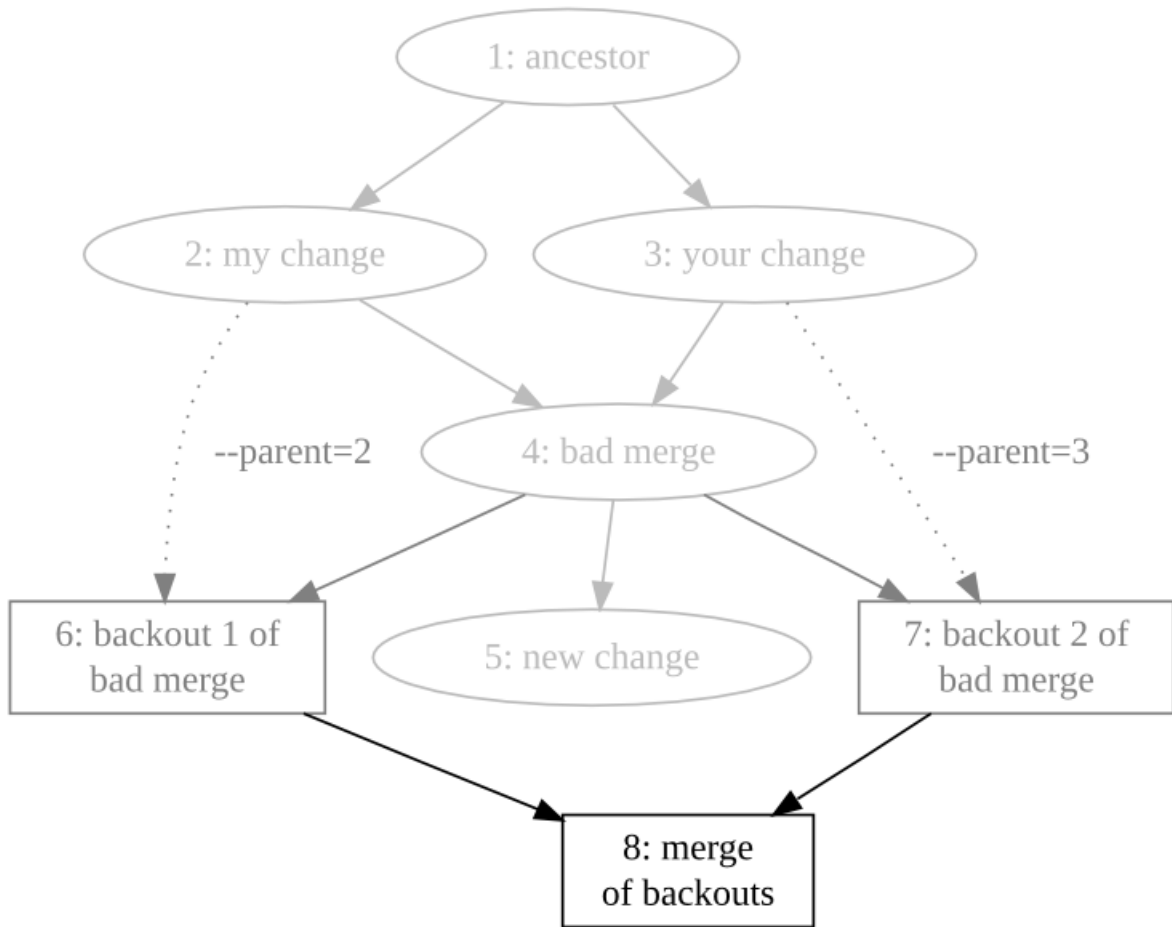 1: ancestor
2: my change
3: your change
--parent=2
4: bad merge
--parent=3
6: backout 1 of
bad merge
5: new change
7: backout 2 of
bad merge
8: merge
of backouts